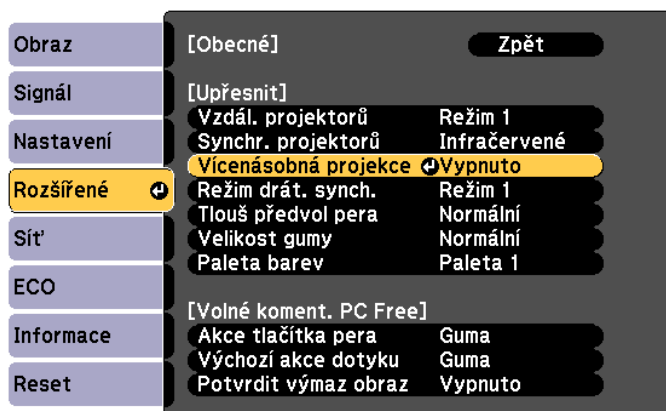 Obraz
Signál
Nastavení
Rozšířené
Síť
ECO
Informace
Reset
[Obecné] Zpět
[Upřesnit]
Vzdál. projektorů Režim 1
Synchr. projektorů Infračervené
Vícenásobná projekce Vypnuto
Režim drát. synch. Režim 1
Tlouš předvol pera Normální
Velikost gumy Normální
Paleta barev Paleta 1
[Volné koment. PC Free]
Akce tlačítka pera Guma
Výchozí akce dotyku Guma
Potvrdit výmaz obraz Vypnuto